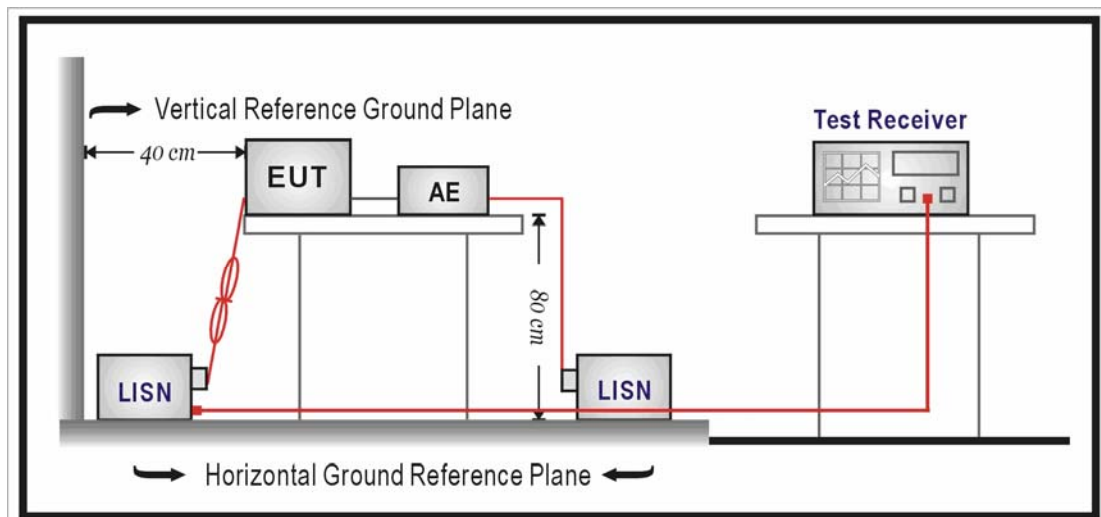 Vertical Reference Ground Plane
40 cm
EUT
AE
Test Receiver
80 cm
LISN
LISN
Horizontal Ground Reference Plane